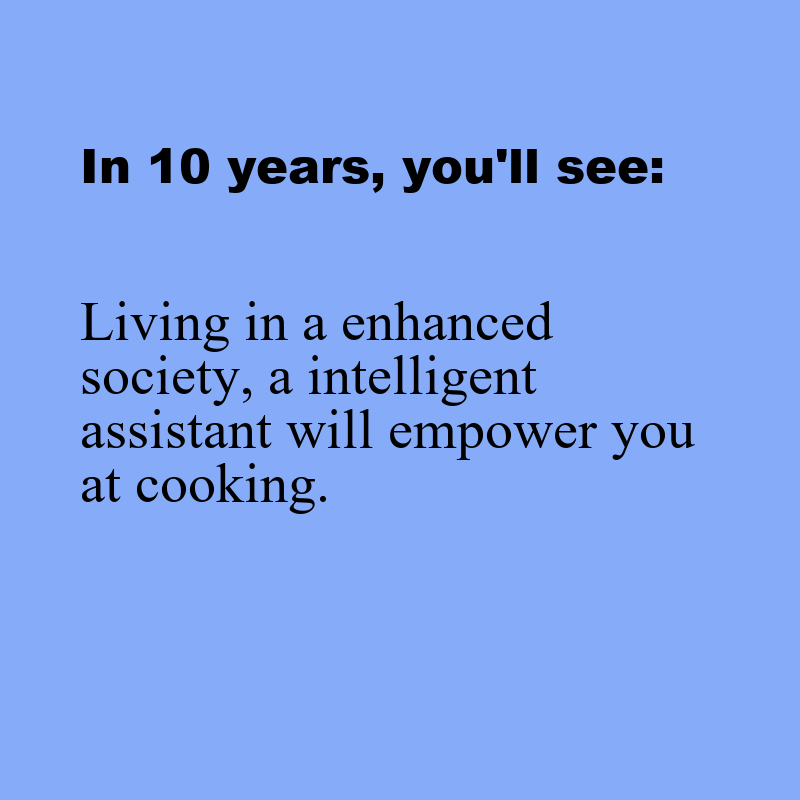 In 10 years, you'll see:
Living in a enhanced
society, a intelligent
assistant will empower you
at cooking.